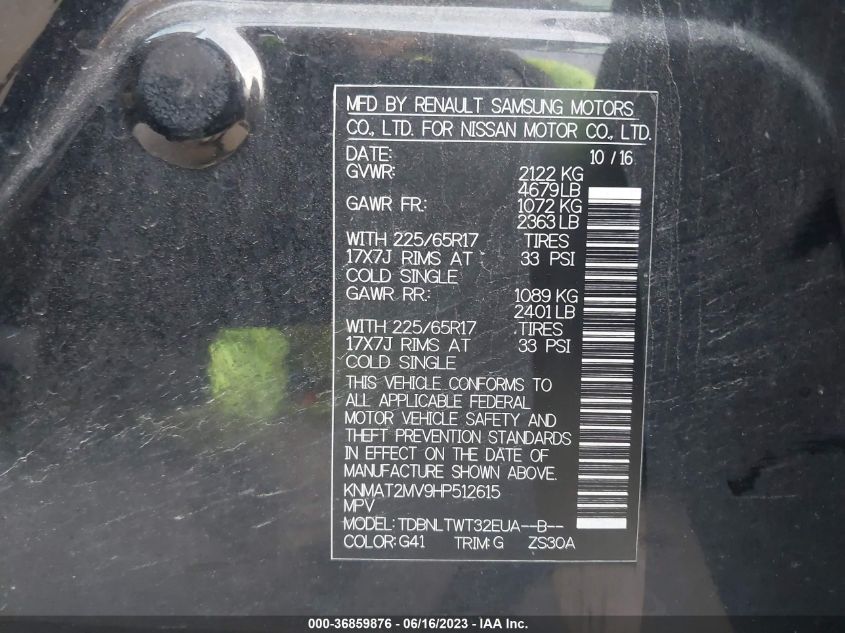 MFD BY RENAULT SAMSUNG MOTORS
CO., LTD. FOR NISSAN MOTOR CO., LTD.
DATE: 10 / 16
GVWR: 2122 KG
4679 LB
GAWR FR.: 1072 KG
2363 LB
WITH 225/65R17 TIRES
17X7J RIMS AT 33 PSI
COLD SINGLE
GAWR RR.: 1089 KG
2401 LB
WITH 225/65R17 TIRES
17X7J RIMS AT 33 PSI
COLD SINGLE
THIS VEHICLE CONFORMS TO
ALL APPLICABLE FEDERAL
MOTOR VEHICLE SAFETY AND
THEFT PREVENTION STANDARDS
IN EFFECT ON THE DATE OF
MANUFACTURE SHOWN ABOVE.
KNMAT2MV9HP512615
MPV
MODEL: TDBNLTWT32EUA--B--
COLOR: G41 TRIM: G ZS30A
000-36859876 - 06/16/2023 - IAA Inc.